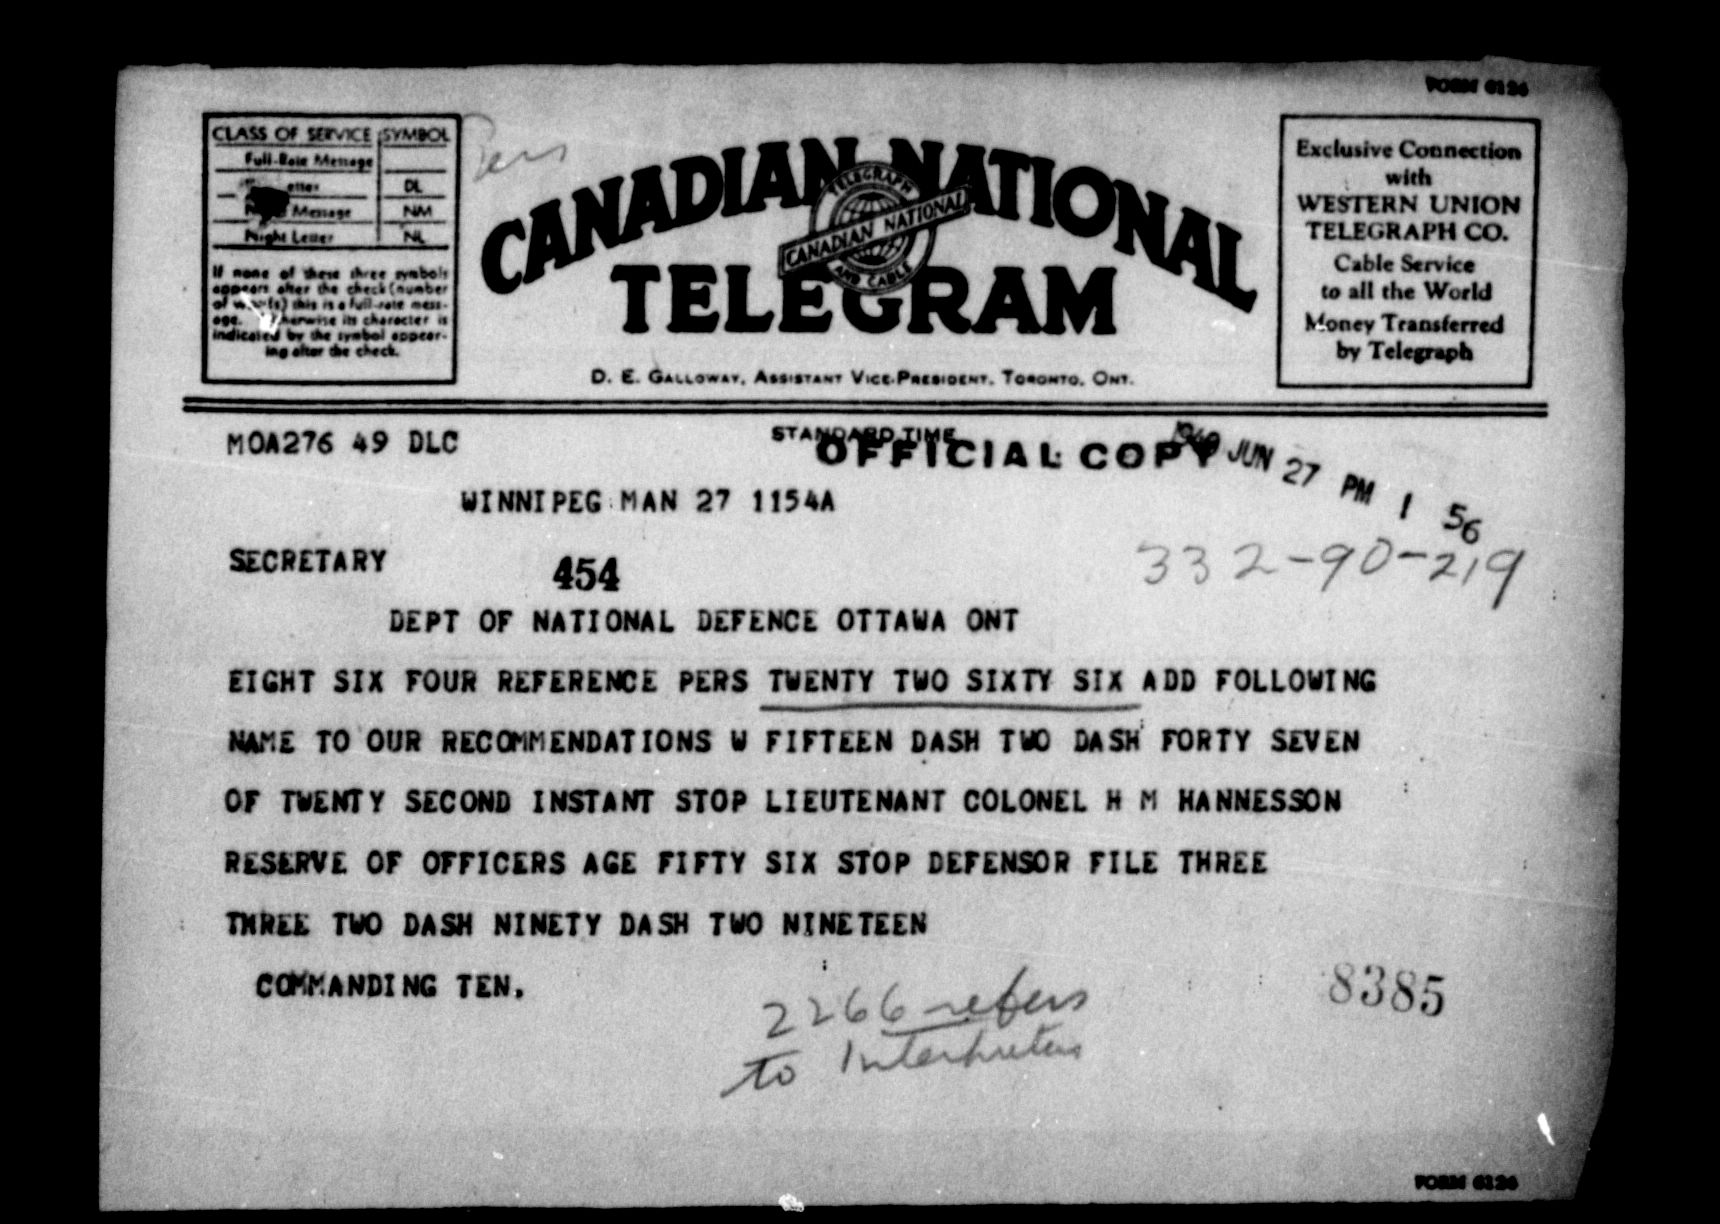 FORM 6124
CLASS OF SERVICE SYMBOL
Full-Rate Message
DL
Message NM
Night Letter NL
If none of these three symbols
appears after the check (number
of this is a full-rate mess-
age. its character is
indicated by the symbol appear-
ing after the check.
Pers
CANADIAN NATIONAL
TELEGRAPH
CANADIAN NATIONAL
AND CABLE
TELEGRAM
D. E. GALLOWAY, ASSISTANT VICE-PRESIDENT, TORONTO, ONT.
Exclusive Connection
with
WESTERN UNION
TELEGRAPH CO.
Cable Service
to all the World
Money Transferred
by Telegraph
MOA276 49 DLC
STANDARD TIME
OFFICIAL COPY
1940 JUN 27 PM 1 56
WINNIPEG MAN 27 1154A
332-90-219
SECRETARY 454
DEPT OF NATIONAL DEFENCE OTTAWA ONT
EIGHT SIX FOUR REFERENCE PERS TWENTY TWO SIXTY SIX ADD FOLLOWING
NAME TO OUR RECOMMENDATIONS W FIFTEEN DASH TWO DASH FORTY SEVEN
OF TWENTY SECOND INSTANT STOP LIEUTENANT COLONEL H M HANNESSON
RESERVE OF OFFICERS AGE FIFTY SIX STOP DEFENSOR FILE THREE
THREE TWO DASH NINETY DASH TWO NINETEEN
COMMANDING TEN.
8385
2266 refers
to Interpreters
FORM 6124